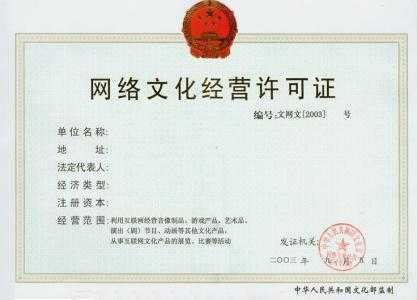 网络文化经营许可证
编号:文网文[2003] 号
单位名称:
地 址:
法定代表人:
经济类型:
注册资本:
经营范围: 利用互联网经营音像制品、游戏产品、艺术品、
演出（剧）节目、动画等其他文化产品,
从事互联网文化产品的展览、比赛等活动
发证机关:
二〇〇三 年 九 月 五 日
中华人民共和国文化部监制